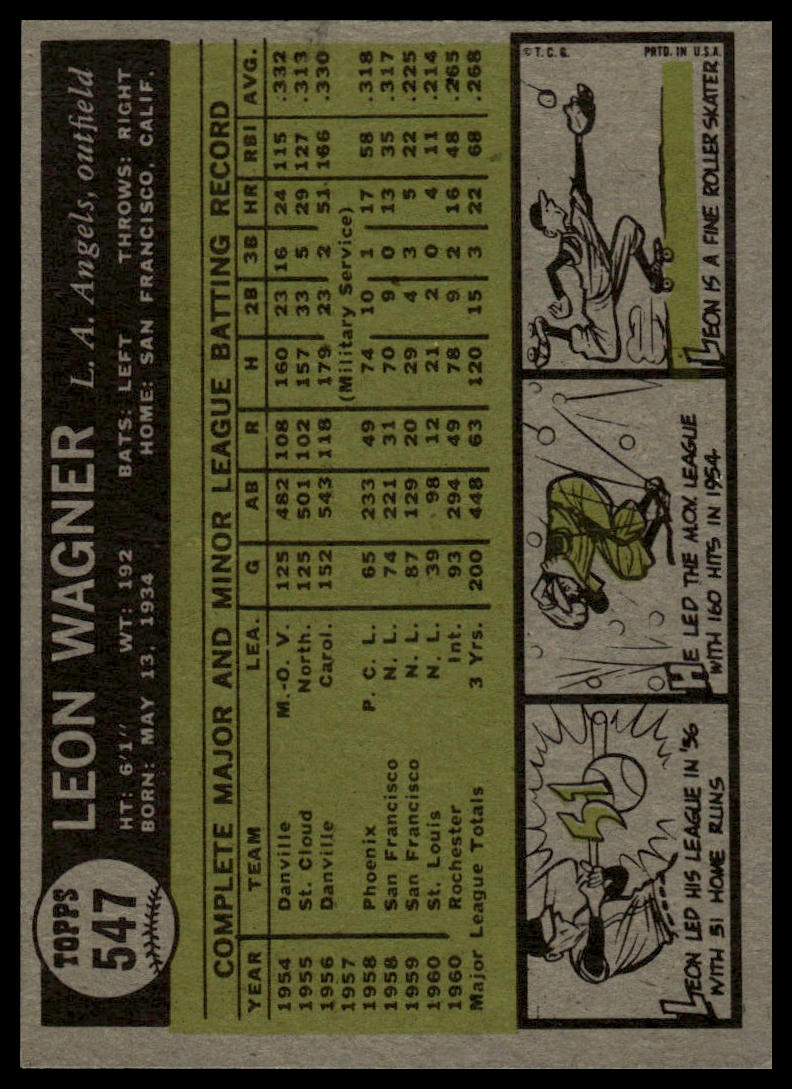 TOPPS
547
LEON WAGNER L. A. Angels, outfield
HT: 6'1" WT: 192 BATS: LEFT THROWS: RIGHT
BORN: MAY 13, 1934 HOME: SAN FRANCISCO, CALIF.
COMPLETE MAJOR AND MINOR LEAGUE BATTING RECORD
YEAR TEAM LEA. G AB R H 2B 3B HR RBI AVG.
1954 Danville M.-O. V. 125 482 108 160 23 16 24 115 .332
1955 St. Cloud North. 125 501 102 157 33 5 29 127 .313
1956 Danville Carol. 152 543 118 179 23 2 51 166 .330
1957 (Military Service)
1958 Phoenix P. C. L. 65 233 49 74 10 1 17 58 .318
1958 San Francisco N. L. 74 221 31 70 9 0 13 35 .317
1959 San Francisco N. L. 87 129 20 29 4 3 5 22 .225
1960 St. Louis N. L. 39 98 12 21 2 0 4 11 .214
1960 Rochester Int. 93 294 49 78 9 2 16 48 .265
Major League Totals 3 Yrs. 200 448 63 120 15 3 22 68 .268
51
LEON LED HIS LEAGUE IN '56
WITH 51 HOME RUNS
HE LED THE M.O.V. LEAGUE
WITH 160 HITS IN 1954
© T. C. G. PRTD. IN U.S.A.
LEON IS A FINE ROLLER SKATER